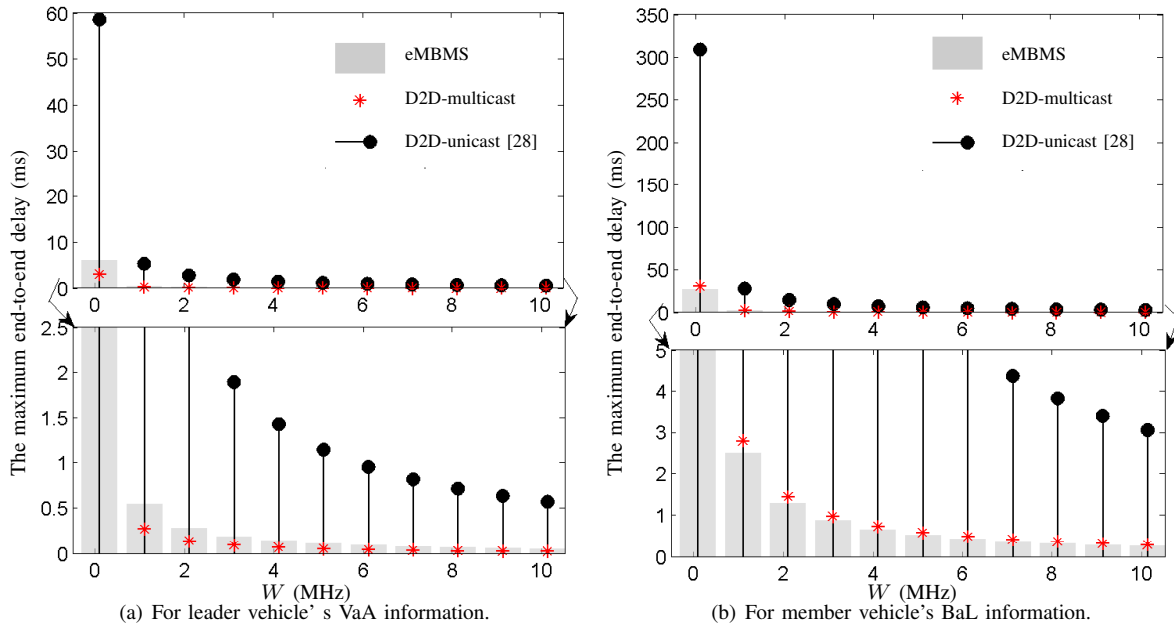 The maximum end-to-end delay (ms)
60
50
40
30
20
10
0
eMBMS
D2D-multicast
D2D-unicast [28]
0 2 4 6 8 10
2.5
2
1.5
1
0.5
0
0 2 4 6 8 10
W (MHz)
(a) For leader vehicle' s VaA information.
The maximum end-to-end delay (ms)
350
300
250
200
150
100
50
0
eMBMS
D2D-multicast
D2D-unicast [28]
0 2 4 6 8 10
5
4
3
2
1
0
0 2 4 6 8 10
W (MHz)
(b) For member vehicle's BaL information.